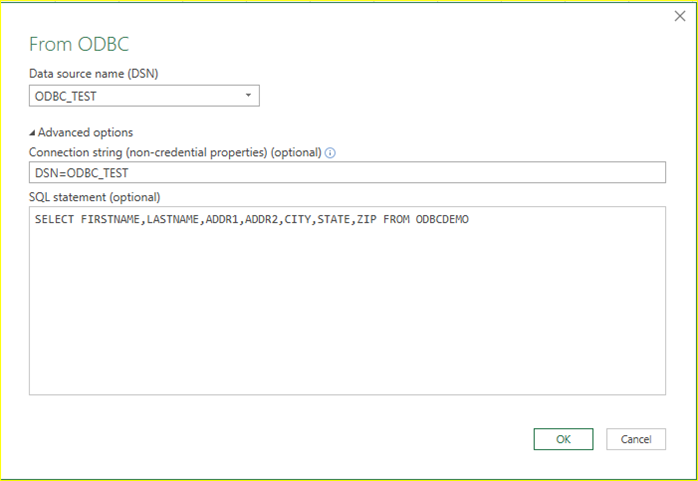 From ODBC
Data source name (DSN)
ODBC_TEST
Advanced options
Connection string (non-credential properties) (optional)
DSN=ODBC_TEST
SQL statement (optional)
SELECT FIRSTNAME,LASTNAME,ADDR1,ADDR2,CITY,STATE,ZIP FROM ODBCDEMO
OK Cancel